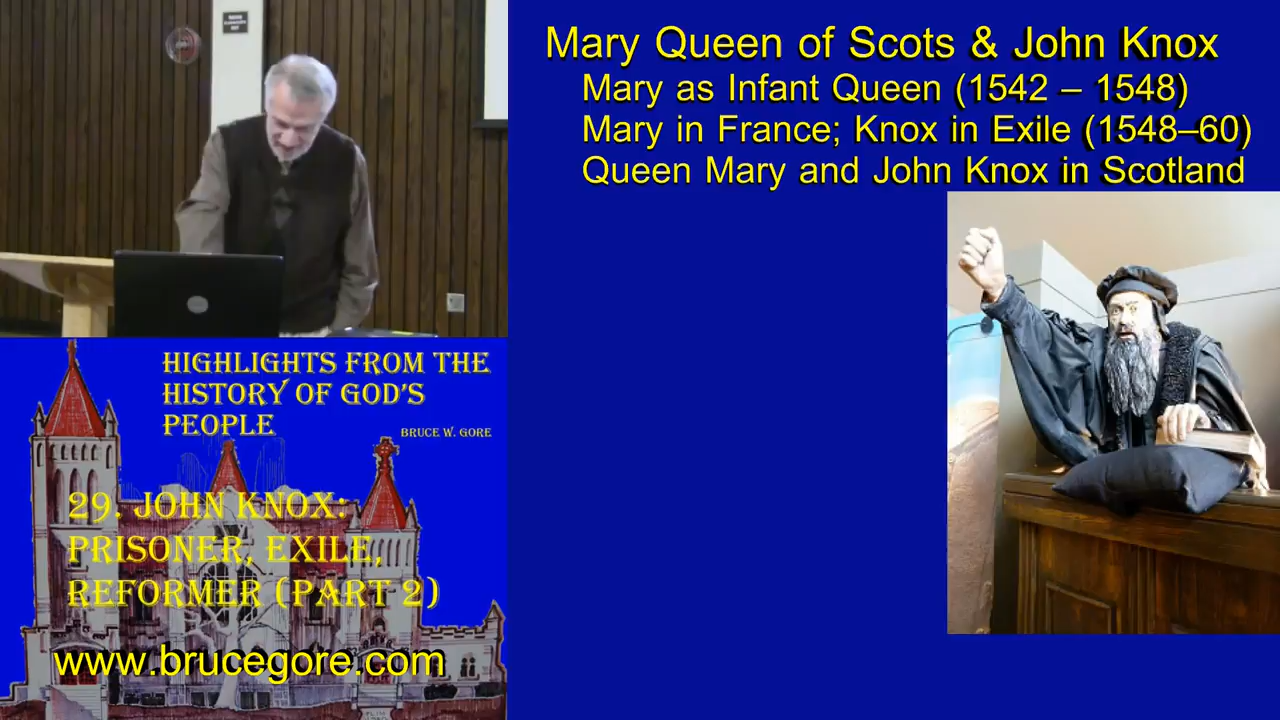 Mary Queen of Scots & John Knox
Mary as Infant Queen (1542 – 1548)
Mary in France; Knox in Exile (1548–60)
Queen Mary and John Knox in Scotland
HIGHLIGHTS FROM THE
HISTORY OF GOD'S
PEOPLE
BRUCE W. GORE
29. JOHN KNOX:
PRISONER, EXILE,
REFORMER (PART 2)
www.brucegore.com